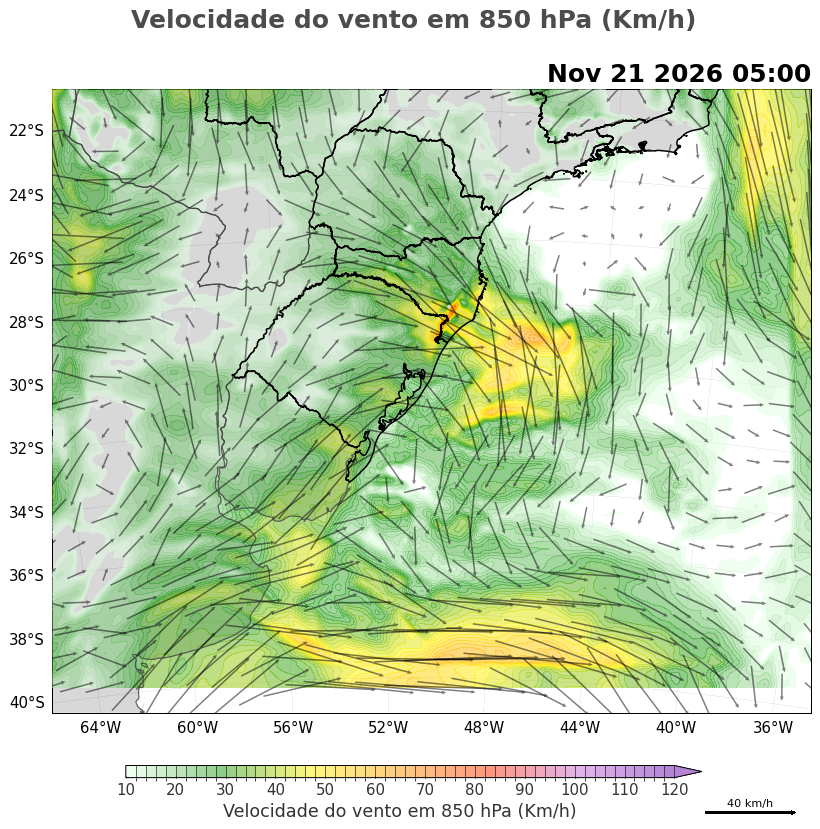 Velocidade do vento em 850 hPa (Km/h)
Nov 21 2026 05:00
22°S
24°S
26°S
28°S
30°S
32°S
34°S
36°S
38°S
40°S
64°W 60°W 56°W 52°W 48°W 44°W 40°W 36°W
10 20 30 40 50 60 70 80 90 100 110 120
Velocidade do vento em 850 hPa (Km/h)
40 km/h